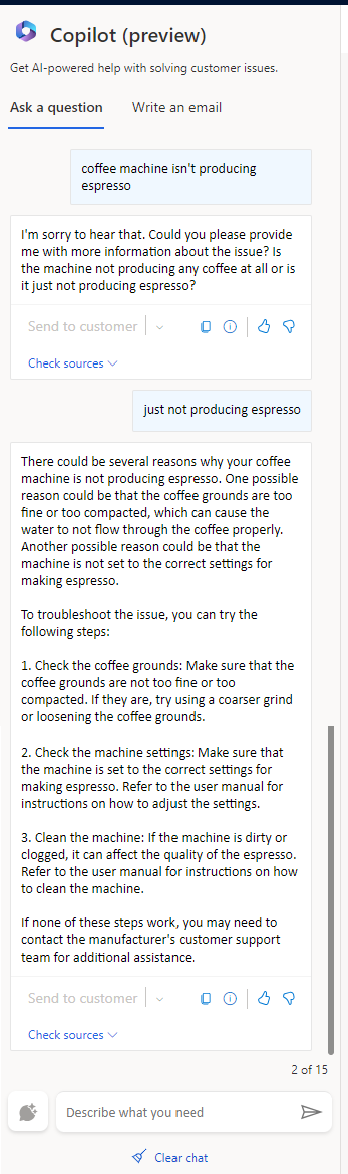 Copilot (preview)
Get AI-powered help with solving customer issues.
Ask a question
Write an email
coffee machine isn't producing
espresso
I'm sorry to hear that. Could you please provide
me with more information about the issue? Is
the machine not producing any coffee at all or is
it just not producing espresso?
Send to customer
Check sources
just not producing espresso
There could be several reasons why your coffee
machine is not producing espresso. One possible
reason could be that the coffee grounds are too
fine or too compacted, which can cause the
water to not flow through the coffee properly.
Another possible reason could be that the
machine is not set to the correct settings for
making espresso.
To troubleshoot the issue, you can try the
following steps:
1. Check the coffee grounds: Make sure that the
coffee grounds are not too fine or too
compacted. If they are, try using a coarser grind
or loosening the coffee grounds.
2. Check the machine settings: Make sure that
the machine is set to the correct settings for
making espresso. Refer to the user manual for
instructions on how to adjust the settings.
3. Clean the machine: If the machine is dirty or
clogged, it can affect the quality of the espresso.
Refer to the user manual for instructions on how
to clean the machine.
If none of these steps work, you may need to
contact the manufacturer's customer support
team for additional assistance.
Send to customer
Check sources
2 of 15
Describe what you need
Clear chat